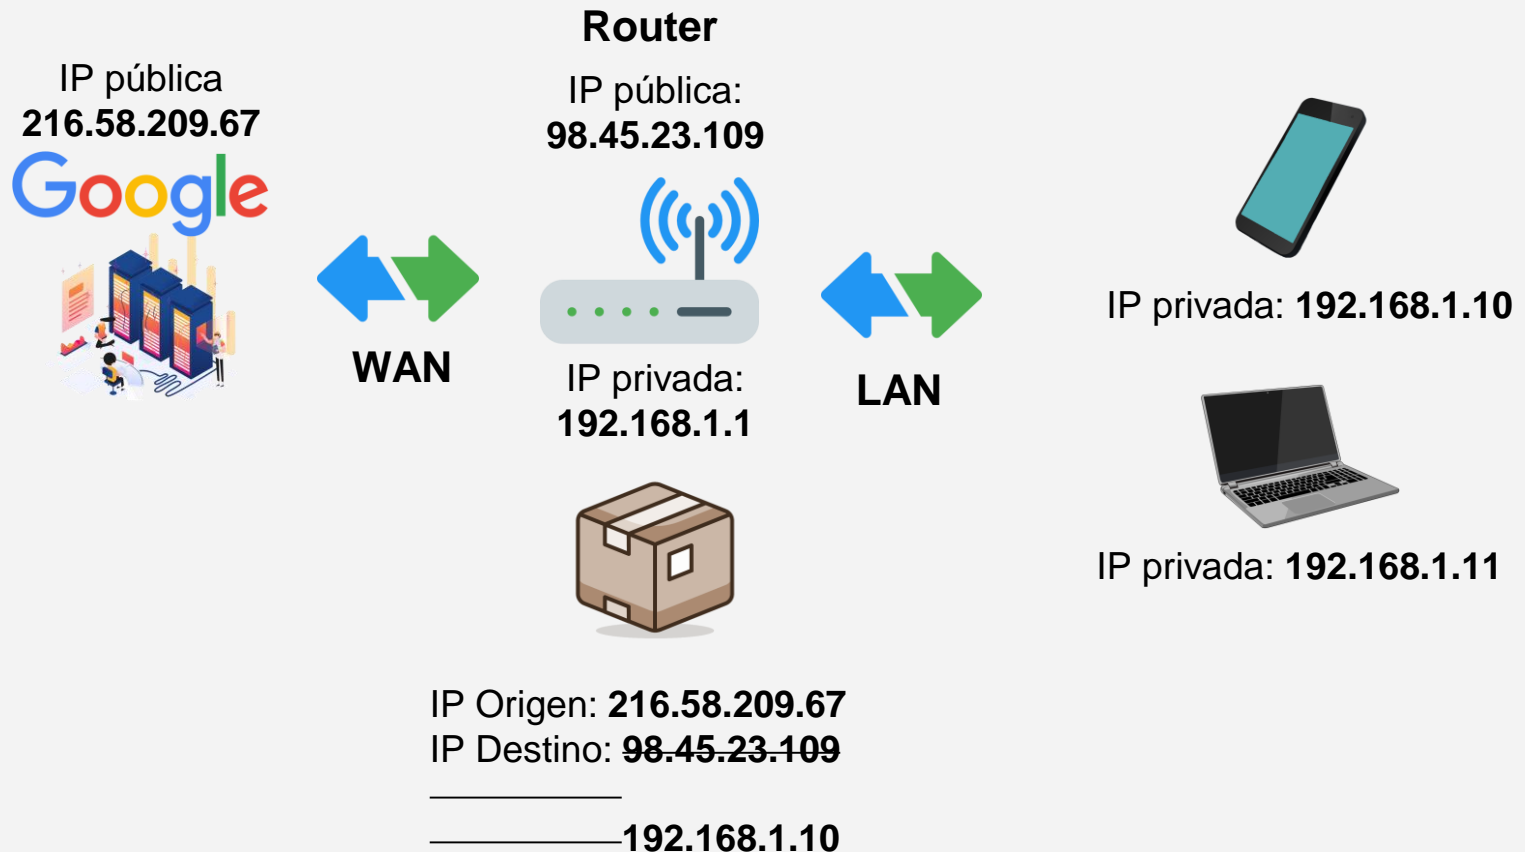 Router
IP pública
216.58.209.67
Google
IP pública:
98.45.23.109
WAN
IP privada:
192.168.1.1
LAN
IP privada: 192.168.1.10
IP privada: 192.168.1.11
IP Origen: 216.58.209.67
IP Destino: 98.45.23.109
192.168.1.10